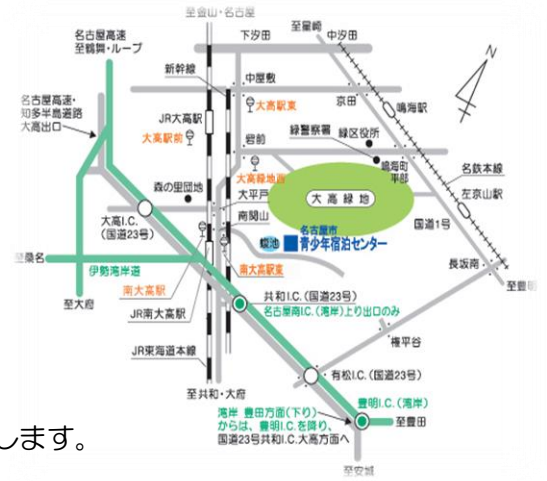 至金山・名古屋
名古屋高速
至鶴舞・ループ
下汐田
至星崎
中汐田
N
新幹線
中屋敷
名古屋高速・
知多半島道路
大高出口
JR大高駅
大高駅東
京田
鳴海駅
大高駅前
砦前
緑警察署
緑区役所
大高緑地西
鳴海町
平部
名鉄本線
森の里団地
大平戸
大高緑地
左京山駅
大高I.C.
(国道23号)
南関山
名古屋市
青少年宿泊センター
国道1号
至桑名
伊勢湾岸道
南大高駅東
長坂南
至豊明
至大府
南大高駅
共和I.C.(国道23号)
名古屋南I.C.(湾岸)上り出口のみ
JR南大高駅
権平谷
JR東海道本線
有松I.C.(国道23号)
至共和・大府
豊明I.C.(湾岸)
湾岸 豊田方面(下り)
からは、豊明I.C.を降り、
国道23号共和I.C.大高方面へ
至豊田
します。
至安城